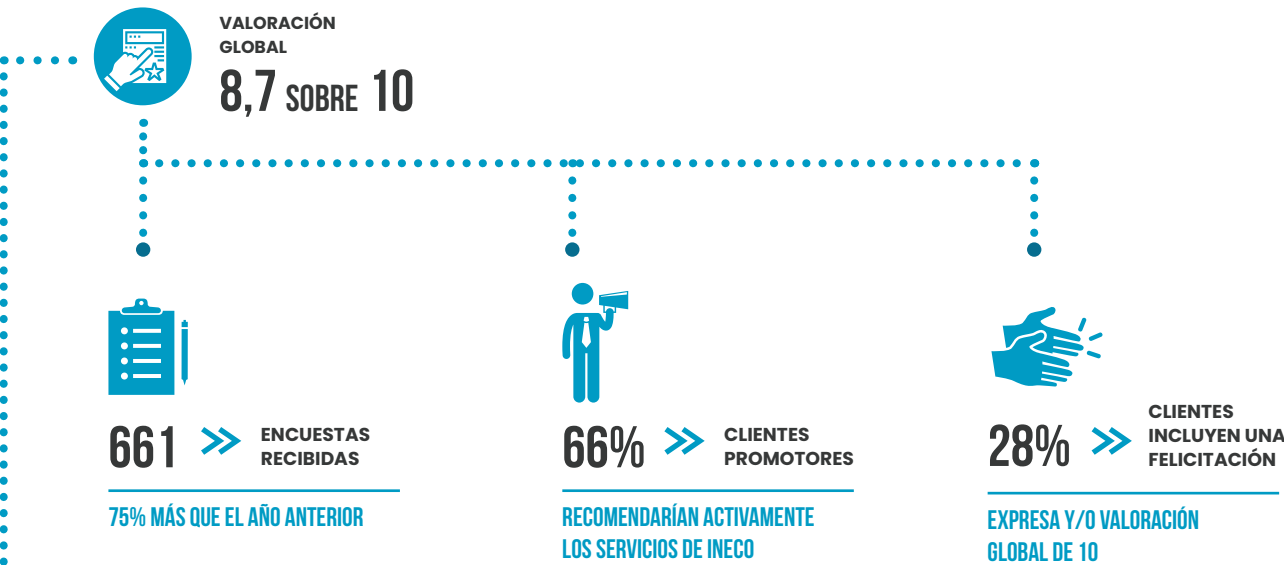 VALORACIÓN
GLOBAL
8,7 SOBRE 10
661
ENCUESTAS
RECIBIDAS
75% MÁS QUE EL AÑO ANTERIOR
66%
CLIENTES
PROMOTORES
RECOMENDARÍAN ACTIVAMENTE
LOS SERVICIOS DE INECO
28%
CLIENTES
INCLUYEN UNA
FELICITACIÓN
EXPRESA Y/O VALORACIÓN
GLOBAL DE 10